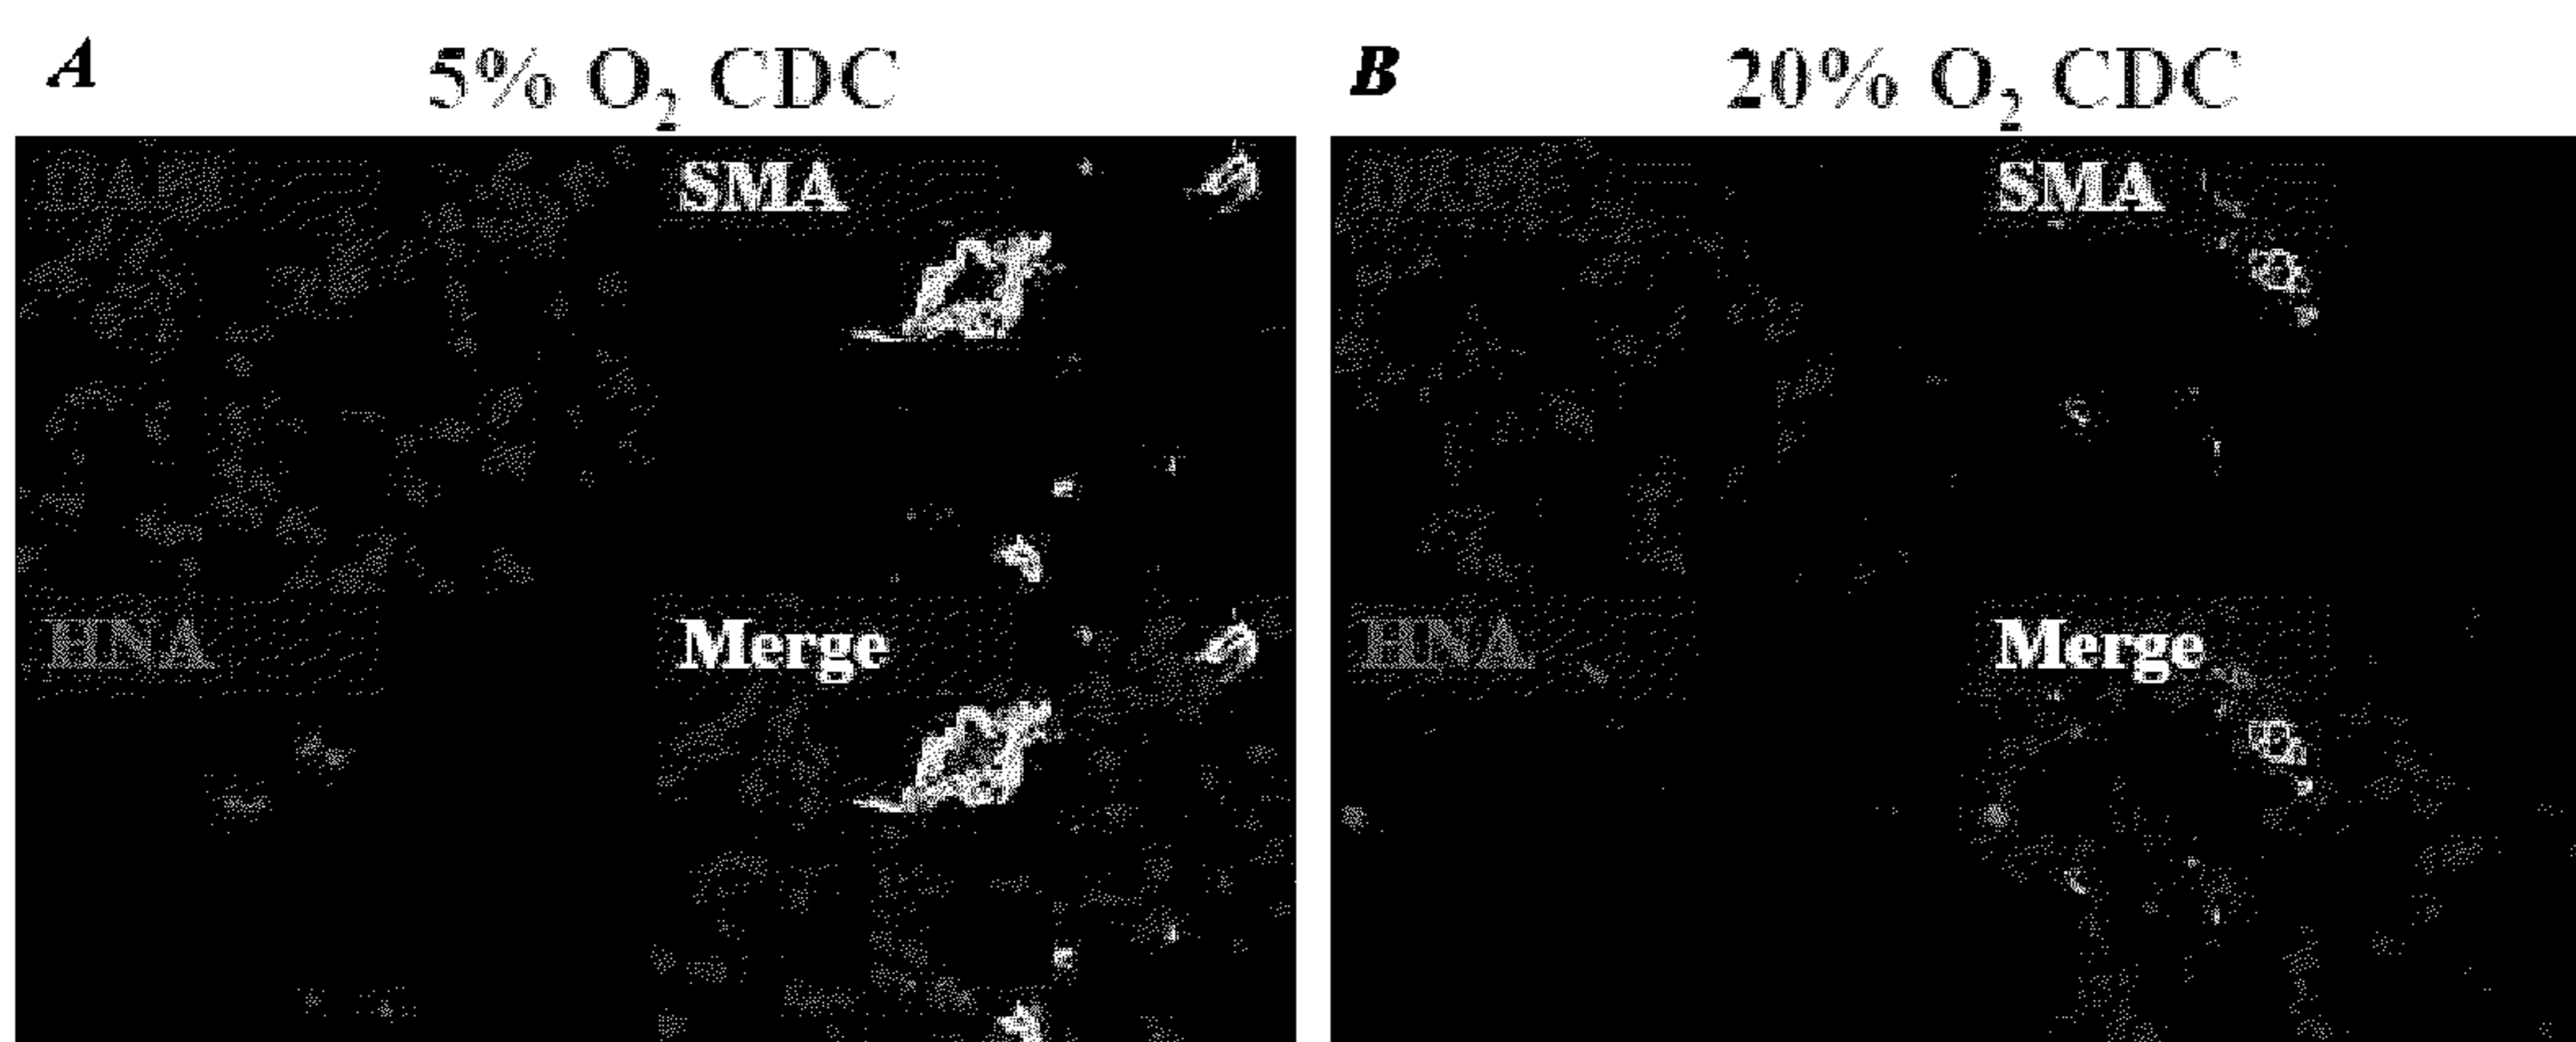 A 5% O₂ CDC
B 20% O₂ CDC
DAPI
SMA
HNA
Merge
DAPI
SMA
HNA
Merge